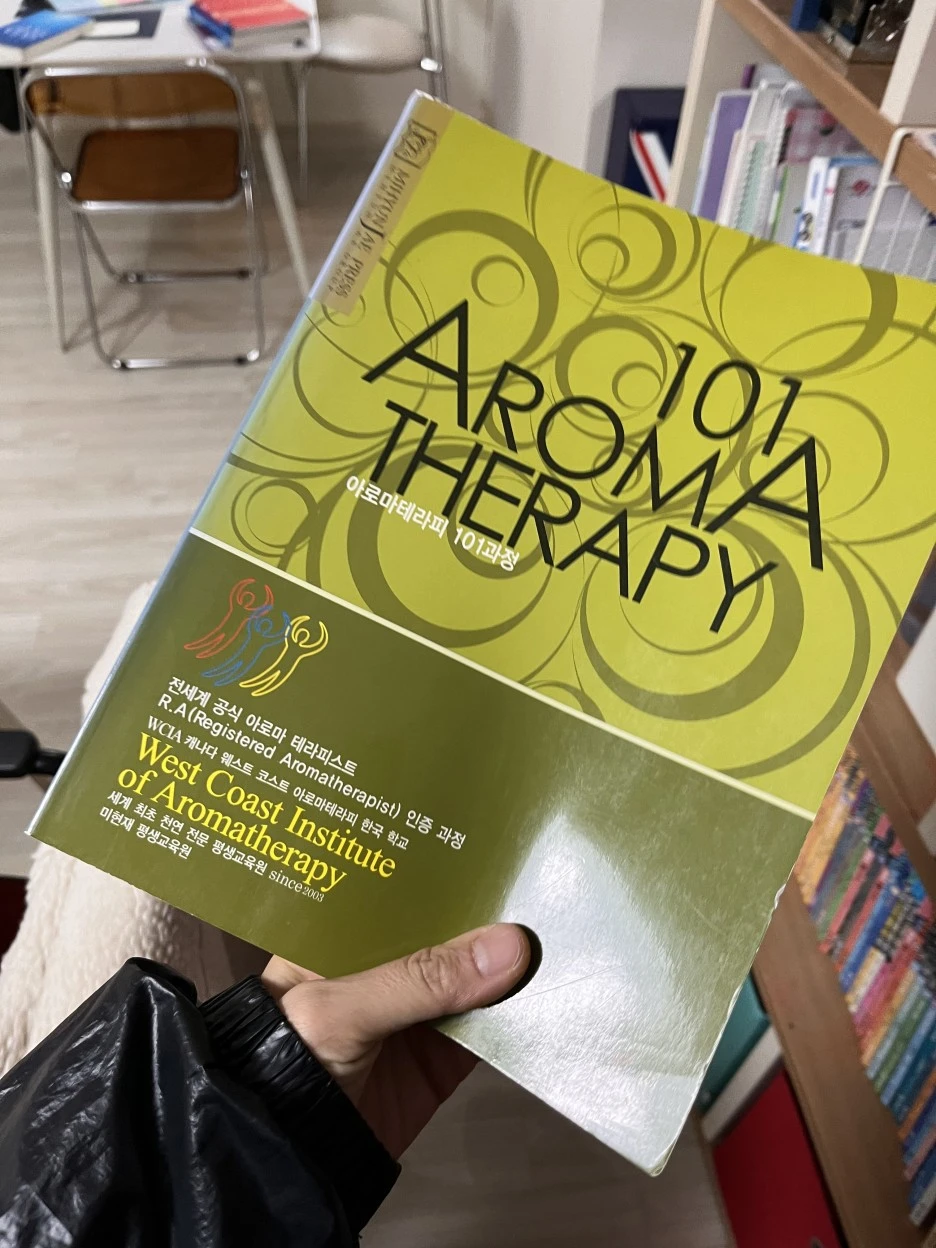 MIHYUNJAE PRESS
101
AROMA
THERAPY
아로마테라피 101과정
전세계 공식 아로마 테라피스트
R.A(Registered Aromatherapist) 인증 과정
WCIA 캐나다 웨스트 코스트 아로마테라피 한국 학교
West Coast Institute
of Aromatherapy
세계 최초 천연 전문 평생교육원 since 2003
미현재 평생교육원